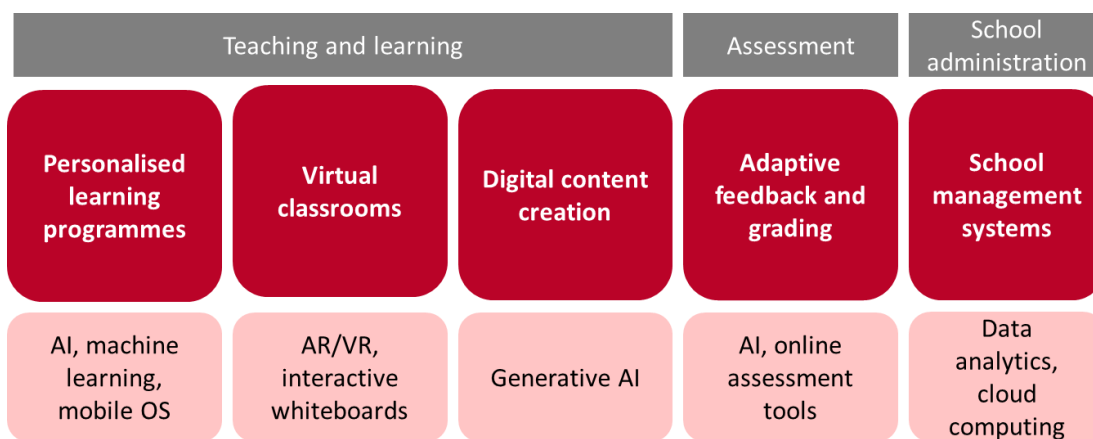 Teaching and learning
Assessment
School
administration
Personalised
learning
programmes
Virtual
classrooms
Digital content
creation
Adaptive
feedback and
grading
School
management
systems
AI, machine
learning,
mobile OS
AR/VR,
interactive
whiteboards
Generative AI
AI, online
assessment
tools
Data
analytics,
cloud
computing